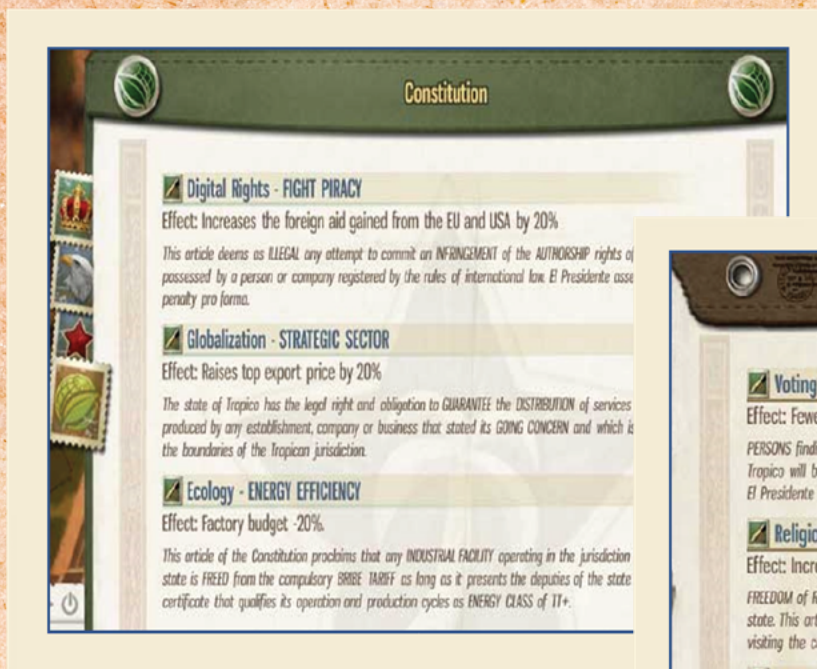 Constitution
Digital Rights - FIGHT PIRACY
Effect: Increases the foreign aid gained from the EU and USA by 20%
This article deems as ILLEGAL any attempt to commit an INFRINGEMENT of the AUTHORSHIP rights of
possessed by a person or company registered by the rules of international law. El Presidente asse
penalty pro forma.
Globalization - STRATEGIC SECTOR
Effect: Raises top export price by 20%
The state of Tropico has the legal right and obligation to GUARANTEE the DISTRIBUTION of services
produced by any establishment, company or business that stated its GOING CONCERN and which is
the boundaries of the Tropican jurisdiction.
Ecology - ENERGY EFFICIENCY
Effect: Factory budget -20%.
This article of the Constitution proclaims that any INDUSTRIAL FACILITY operating in the jurisdiction
state is FREED from the compulsory BRIBE TARIFF as long as it presents the deputies of the state
certificate that qualifies its operation and production cycles as ENERGY CLASS of TT+.
Voting
Effect: Fewe
PERSONS findi
Tropico will b
El Presidente
Religio
Effect: Incre
FREEDOM of R
state. This art
visiting the c